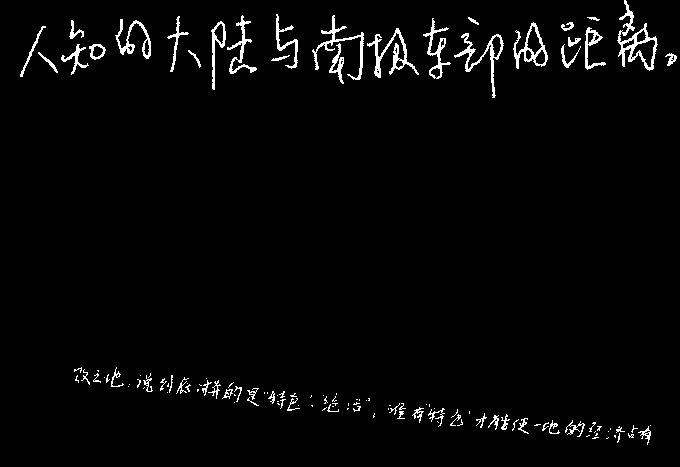 人知的大陆与南极东部的距离。
败之地,说到底拼的是“特色:绝活”,唯有“特色”才能使一地的经济占有